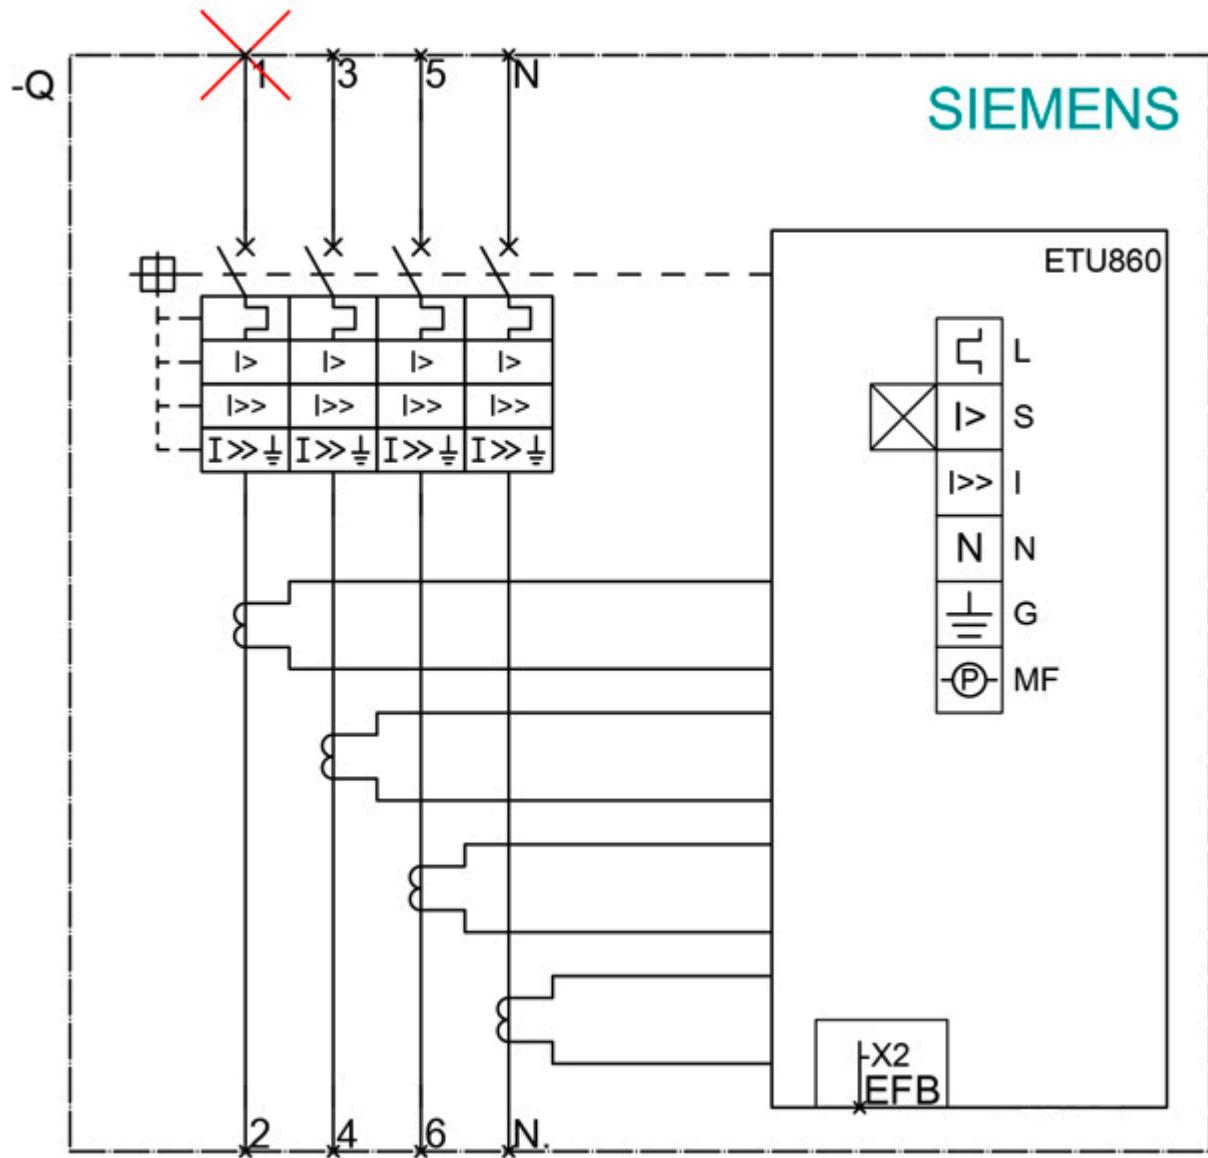 -Q
1 3 5 N
SIEMENS
ETU860
I> I> I> I>
I>> I>> I>> I>>
I>> I>> I>> I>>
L
I> S
I>> I
N N
G
P MF
-X2
EFB
2 4 6 N.